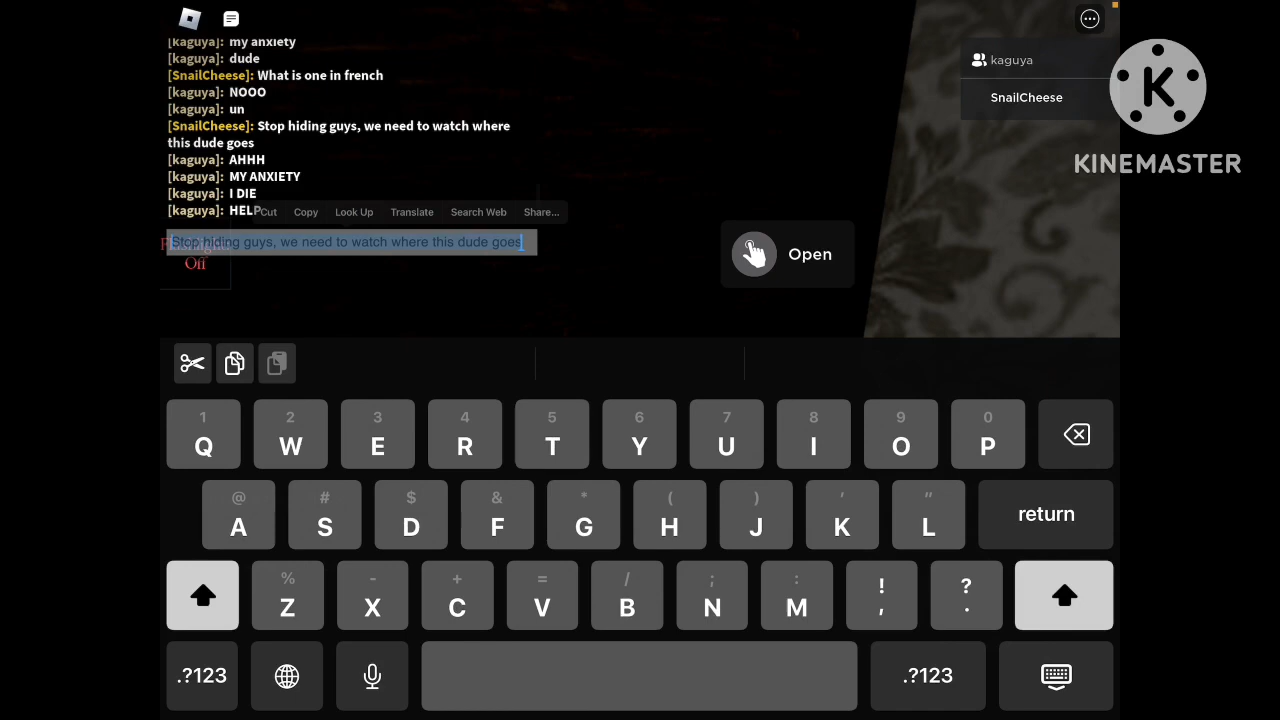 [kaguya]: my anxiety
[kaguya]: dude
[SnailCheese]: What is one in french
[kaguya]: NOOO
[kaguya]: un
[SnailCheese]: Stop hiding guys, we need to watch where
this dude goes
[kaguya]: AHHH
[kaguya]: MY ANXIETY
[kaguya]: I DIE
[kaguya]: HELP
Cut Copy Look Up Translate Search Web Share...
Stop hiding guys, we need to watch where this dude goes
Off
Open
kaguya
SnailCheese
K
KINEMASTER
1 2 3 4 5 6 7 8 9 0
Q W E R T Y U I O P
@ # $ & * ( ) ' "
A S D F G H J K L return
% - + = / ; : ! ?
Z X C V B N M , .
.?123 .?123